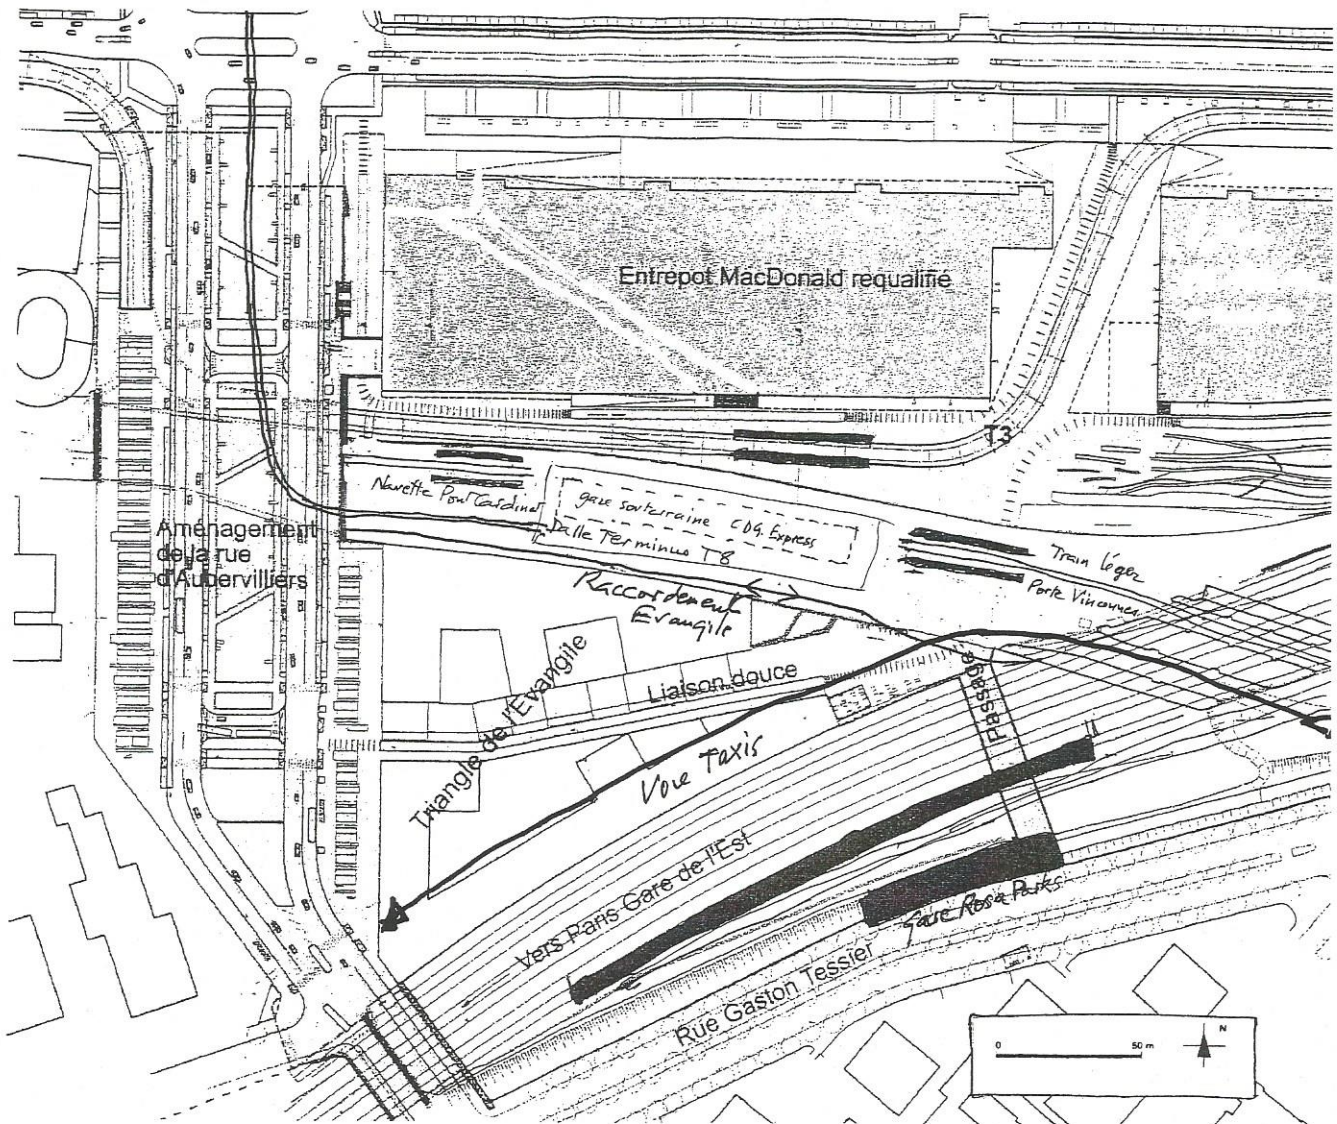 Entrepot MacDonald requalifié
T3
Navette Pont Cardinet
gare souterraine CDG. Express
Dalle Terminus T8
Train léger
Porte Vincennes
Aménagement
de la rue
d'Aubervilliers
Raccordement
Evangile
Triangle de l'Evangile
Liaison douce
Passage
Voie Taxis
Vers Paris Gare de l'Est
Gare Rosa Parks
Rue Gaston Tessier
0 50 m
N